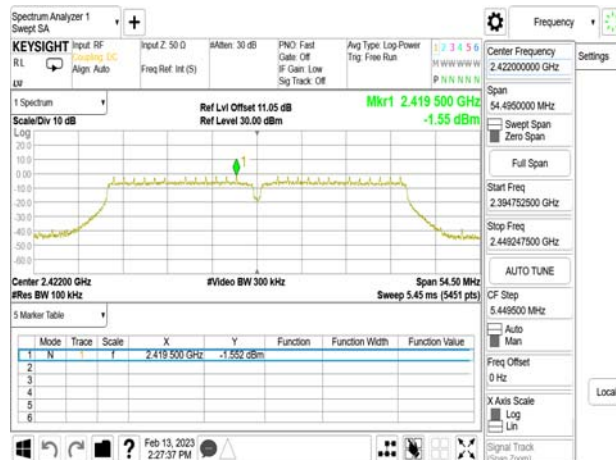 Spectrum Analyzer 1
Swept SA
Frequency
KEYSIGHT
Input: RF
Coupling: DC
Align: Auto
Input Z: 50 Ω
Freq Ref: Int (S)
#Atten: 30 dB
PNO: Fast
Gate: Off
IF Gain: Low
Sig Track: Off
Avg Type: Log-Power
Trig: Free Run
1 2 3 4 5 6
M W W W W W
P N N N N N
RL
1 Spectrum
Scale/Div 10 dB
Log
Ref Lvl Offset 11.05 dB
Ref Level 30.00 dBm
Mkr1 2.419 500 GHz
-1.55 dBm
20.0
10.0
0.00
-10.0
-20.0
-30.0
-40.0
-50.0
-60.0
1
Center 2.42200 GHz
#Res BW 100 kHz
#Video BW 300 kHz
Span 54.50 MHz
Sweep 5.45 ms (5451 pts)
5 Marker Table
Mode Trace Scale X Y Function Function Width Function Value
1 N 1 f 2.419 500 GHz -1.552 dBm
2
3
4
5
6
Feb 13, 2023
2:27:37 PM
Center Frequency
2.422000000 GHz
Settings
Span
54.4950000 MHz
Swept Span
Zero Span
Full Span
Start Freq
2.394752500 GHz
Stop Freq
2.449247500 GHz
AUTO TUNE
CF Step
5.449500 MHz
Auto
Man
Freq Offset
0 Hz
X Axis Scale
Log
Lin
Local
Signal Track
(Span Zoom)